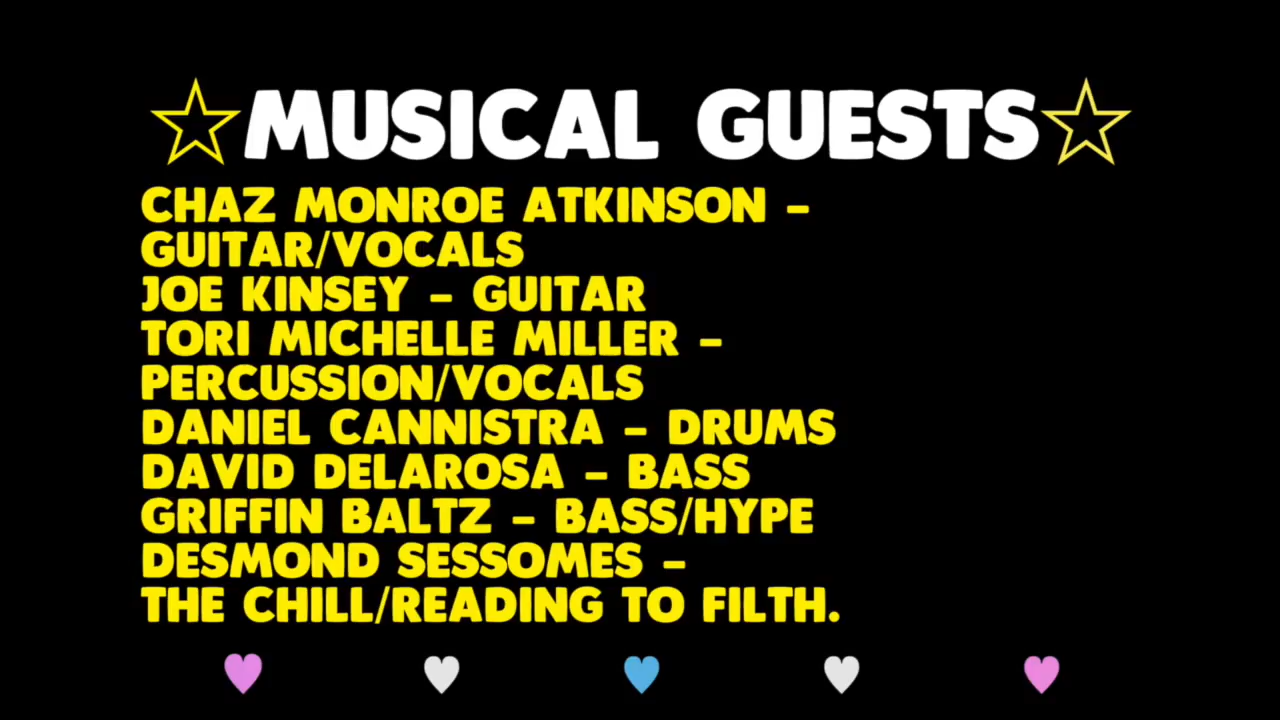 MUSICAL GUESTS
CHAZ MONROE ATKINSON –
GUITAR/VOCALS
JOE KINSEY – GUITAR
TORI MICHELLE MILLER –
PERCUSSION/VOCALS
DANIEL CANNISTRA – DRUMS
DAVID DELAROSA – BASS
GRIFFIN BALTZ – BASS/HYPE
DESMOND SESSOMES –
THE CHILL/READING TO FILTH.